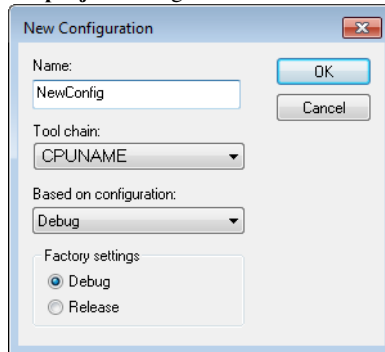 New Configuration
Name:
NewConfig
OK
Cancel
Tool chain:
CPUNAME
Based on configuration:
Debug
Factory settings
Debug
Release